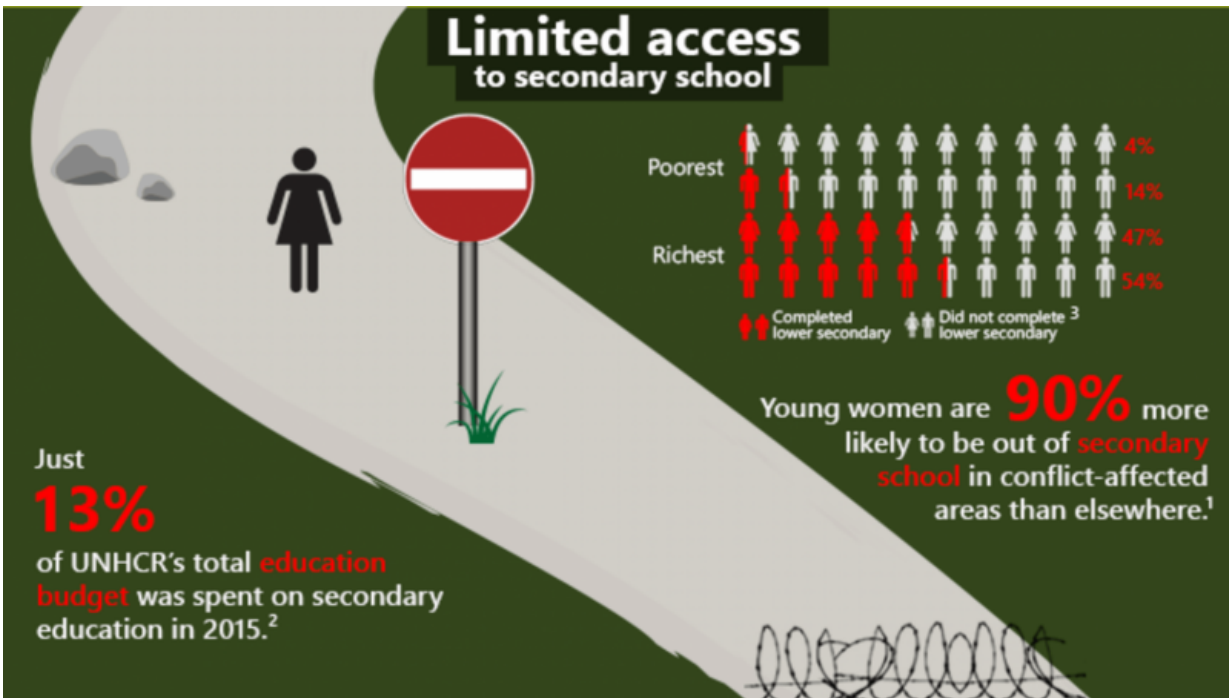 Limited access
to secondary school
Poorest
4%
14%
Richest
47%
54%
Completed
lower secondary
Did not complete 3
lower secondary
Young women are 90% more
likely to be out of secondary
school in conflict-affected
areas than elsewhere.1
Just
13%
of UNHCR's total education
budget was spent on secondary
education in 2015.2